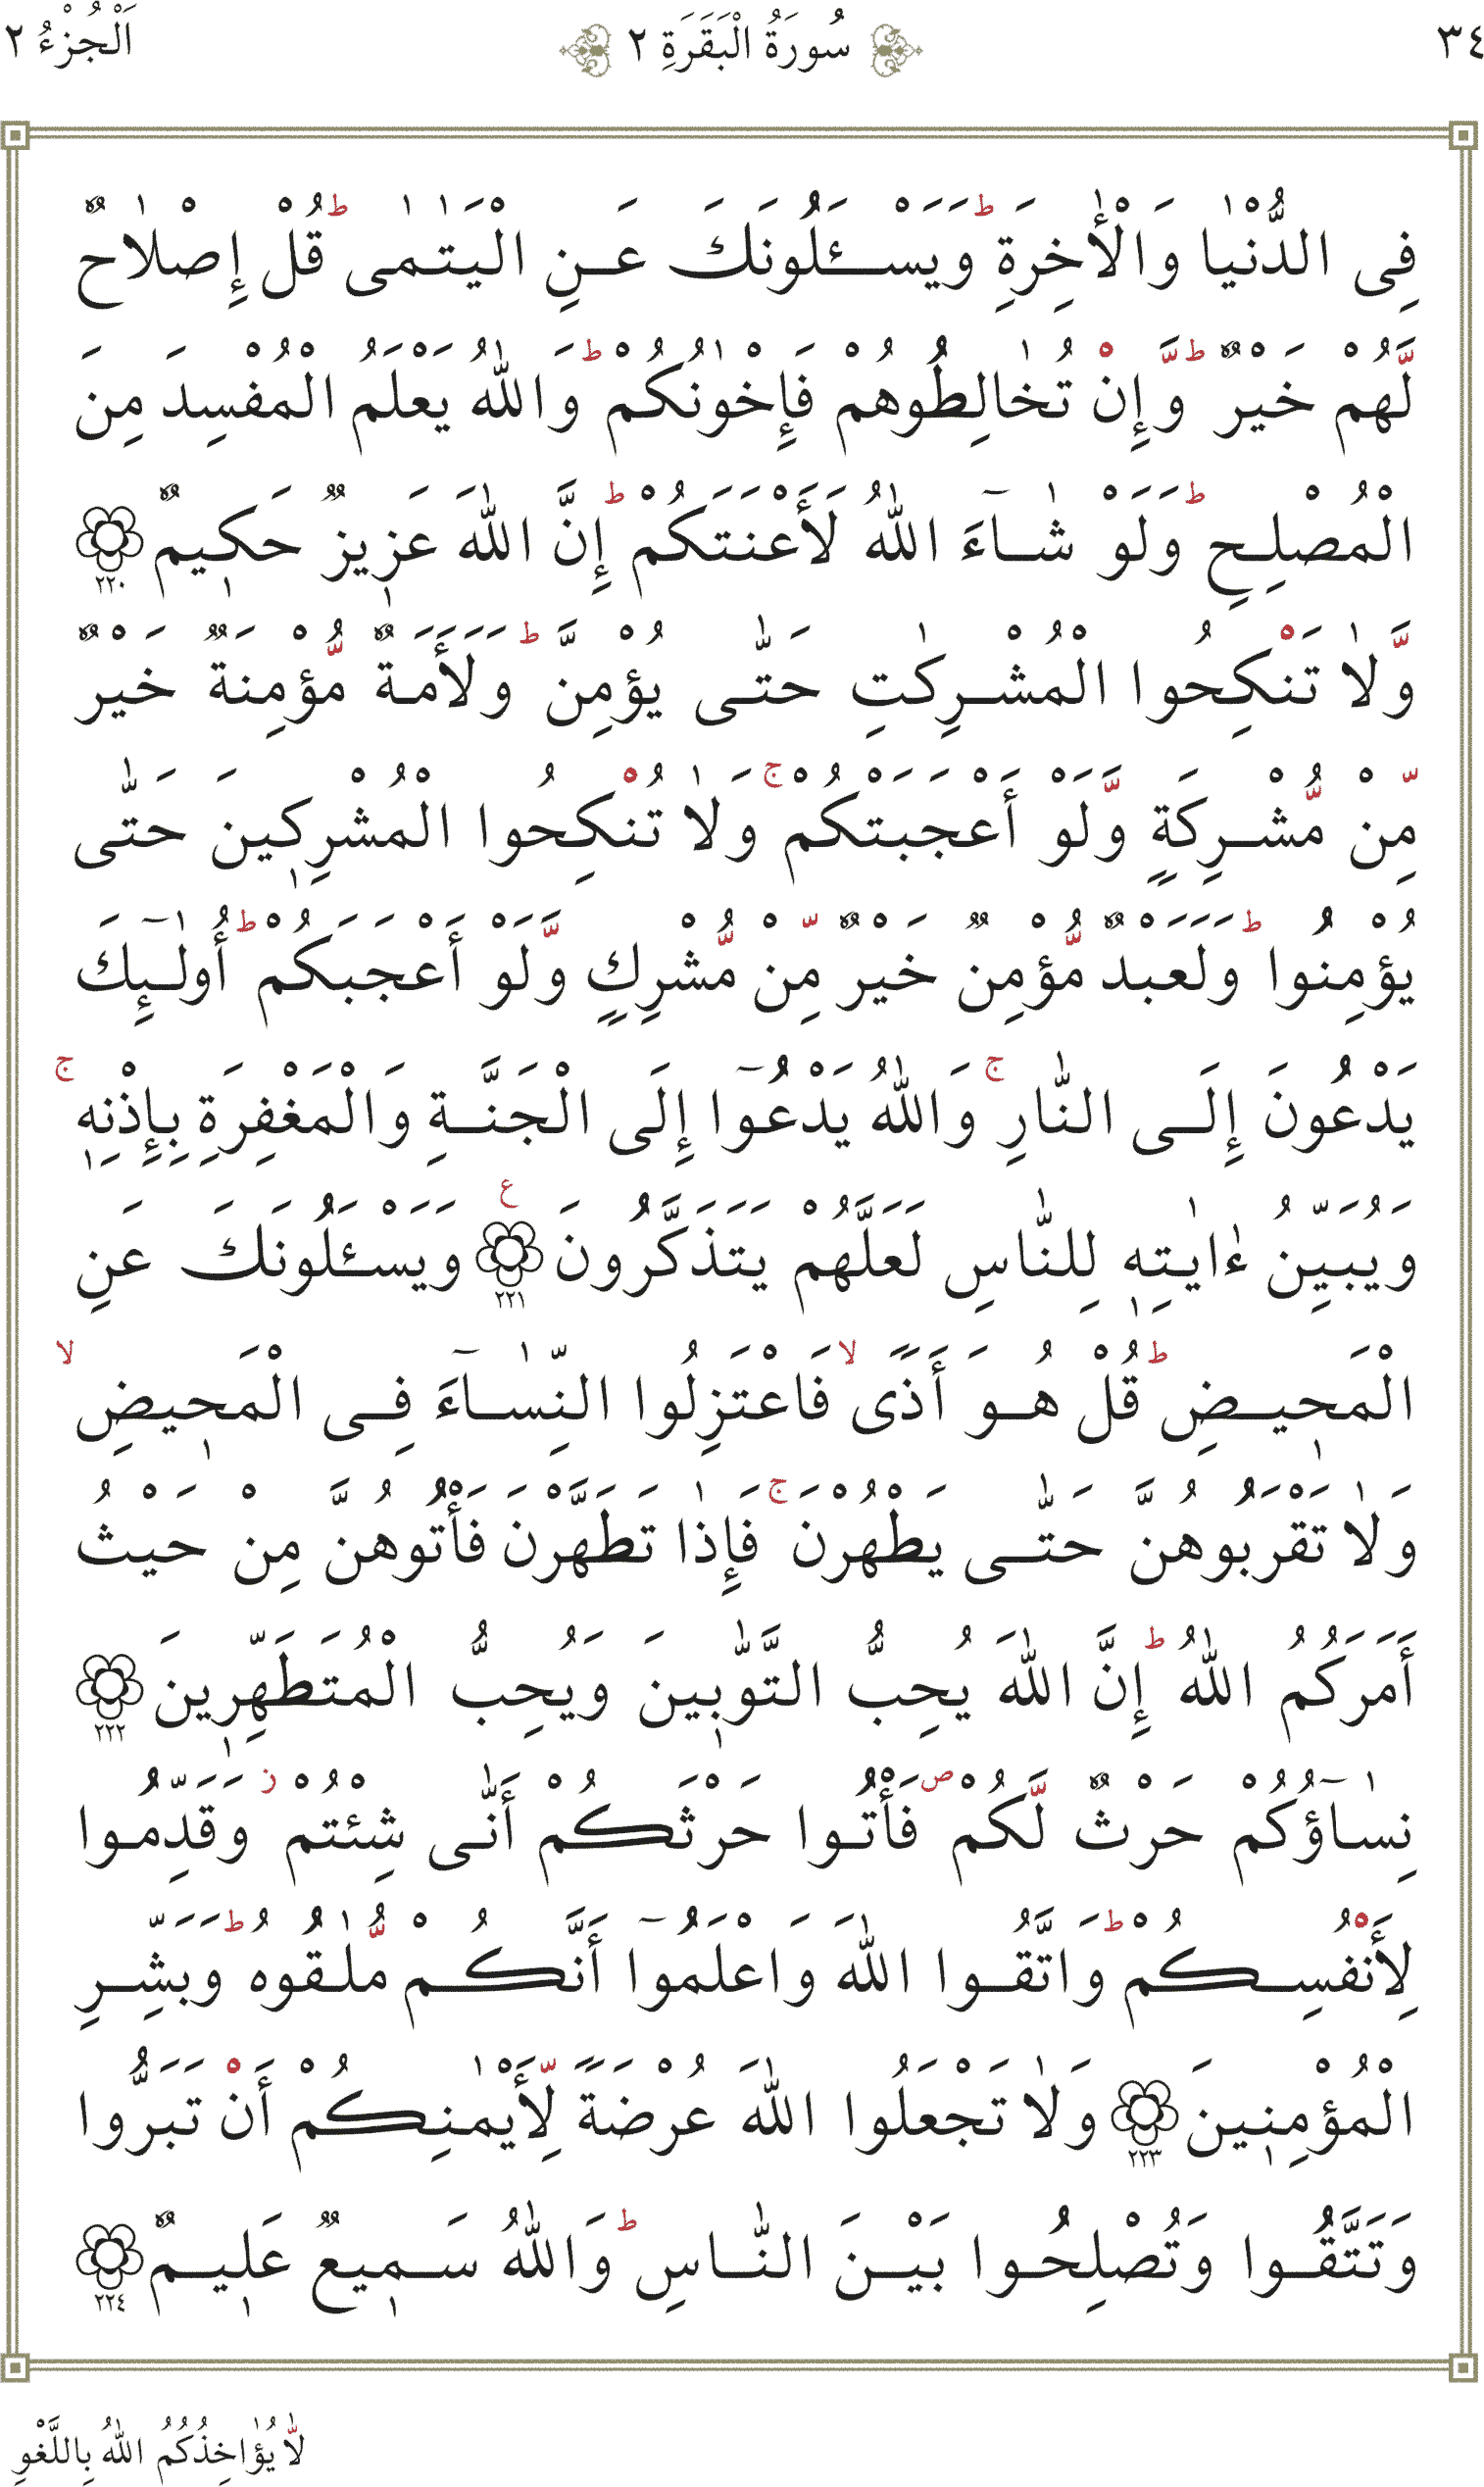 ٣٤ سُورَةُ الْبَقَرَةِ ٢ اَلْجُزْءُ ٢
فِى الدُّنْيٰا وَالْأٰخِرَةِ ۗ وَيَسْـَٔلُونَكَ عَنِ الْيَتٰمٰى ۗ قُلْ إِصْلٰاحٌ
لَّهُمْ خَيْرٌ ۗ وَّإِنْ تُخٰالِطُوهُمْ فَإِخْوٰنُكُمْ ۗ وَاللّٰهُ يَعْلَمُ الْمُفْسِدَ مِنَ
الْمُصْلِحِ ۗ وَلَوْ شٰآءَ اللّٰهُ لَأَعْنَتَكُمْ ۗ إِنَّ اللّٰهَ عَزِيزٌ حَكِيمٌ ٢٢٠
وَّلٰا تَنْكِحُوا الْمُشْرِكٰتِ حَتّٰى يُؤْمِنَّ ۗ وَلَأَمَةٌ مُّؤْمِنَةٌ خَيْرٌ
مِّنْ مُّشْرِكَةٍ وَّلَوْ أَعْجَبَتْكُمْ ۚ وَلٰا تُنْكِحُوا الْمُشْرِكِينَ حَتّٰى
يُؤْمِنُوا ۗ وَلَعَبْدٌ مُّؤْمِنٌ خَيْرٌ مِّنْ مُّشْرِكٍ وَّلَوْ أَعْجَبَكُمْ ۗ أُولٰٓئِكَ
يَدْعُونَ إِلَى النّٰارِ ۚ وَاللّٰهُ يَدْعُوٓا إِلَى الْجَنَّةِ وَالْمَغْفِرَةِ بِإِذْنِهٖ ۚ
وَيُبَيِّنُ ءٰايٰتِهٖ لِلنّٰاسِ لَعَلَّهُمْ يَتَذَكَّرُونَ ع ٢٢١ وَيَسْـَٔلُونَكَ عَنِ
الْمَحِيضِ ۗ قُلْ هُوَ أَذًى ۙ فَاعْتَزِلُوا النِّسٰآءَ فِى الْمَحِيضِ ۙ
وَلٰا تَقْرَبُوهُنَّ حَتّٰى يَطْهُرْنَ ۚ فَإِذٰا تَطَهَّرْنَ فَأْتُوهُنَّ مِنْ حَيْثُ
أَمَرَكُمُ اللّٰهُ ۗ إِنَّ اللّٰهَ يُحِبُّ التَّوّٰبِينَ وَيُحِبُّ الْمُتَطَهِّرِينَ ٢٢٢
نِسٰآؤُكُمْ حَرْثٌ لَّكُمْ ص فَأْتُوا حَرْثَكُمْ أَنّٰى شِئْتُمْ ز وَقَدِّمُوا
لِأَنْفُسِكُمْ ۗ وَاتَّقُوا اللّٰهَ وَاعْلَمُوٓا أَنَّكُمْ مُّلٰقُوهُ ۗ وَبَشِّرِ
الْمُؤْمِنِينَ ٢٢٣ وَلٰا تَجْعَلُوا اللّٰهَ عُرْضَةً لِّأَيْمٰنِكُمْ أَنْ تَبَرُّوا
وَتَتَّقُوا وَتُصْلِحُوا بَيْنَ النّٰاسِ ۗ وَاللّٰهُ سَمِيعٌ عَلِيمٌ ٢٢٤
لّٰا يُؤٰاخِذُكُمُ اللّٰهُ بِاللَّغْوِ